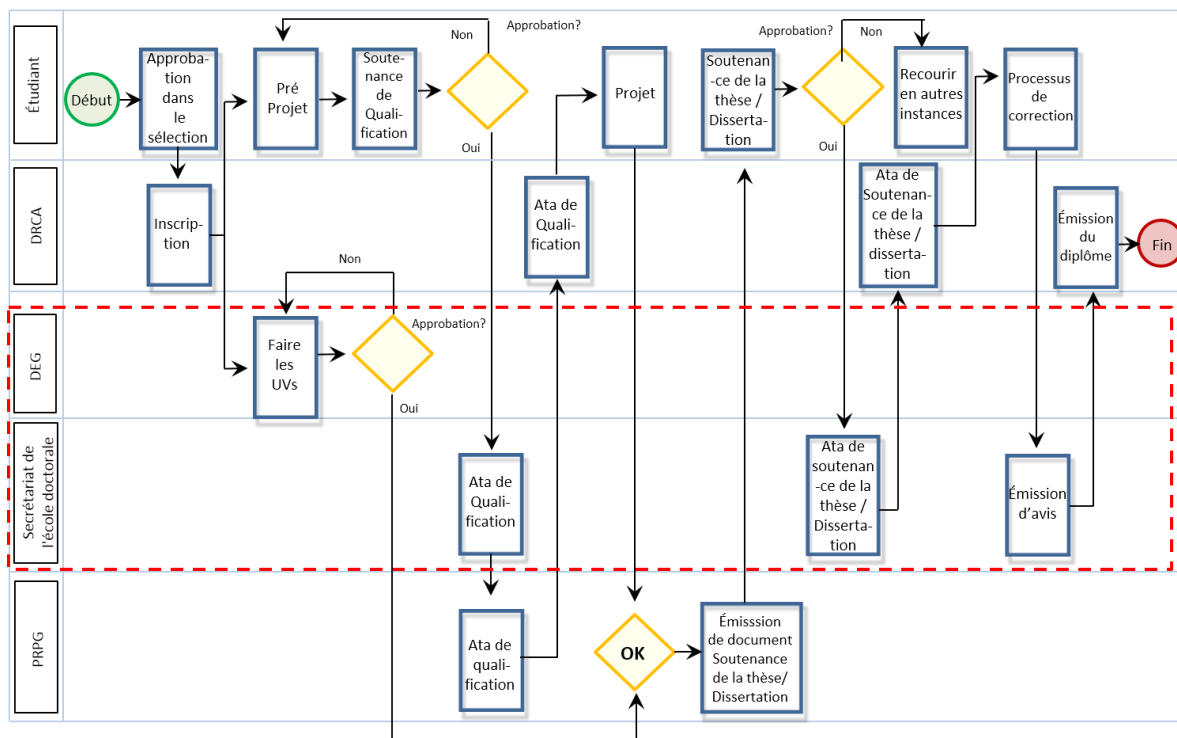 Étudiant
Début
Approba-
tion
dans
le
sélection
Pré
Projet
Non
Soute-
nance
de
Quali-
fication
Approbation?
Oui
Projet
Soutenan
-ce de la
thèse /
Disserta-
tion
Approbation?
Non
Oui
Recourir
en autres
instances
Processus
de
correction
DRCA
Inscrip-
tion
Ata de
Quali-
fication
Ata de
Soutenan-
ce de la
thèse /
dissert-
tation
Émission
du
diplôme
Fin
DEG
Non
Faire
les
UVs
Approbation?
Oui
Secrétariat de
l'école doctorale
Ata de
Quali-
fication
Ata de
soutenan
-ce de la
thèse /
Disserta-
tion
Émission
d’avis
PRPG
Ata de
quali-
fication
OK
Émisssion
de document
Soutenance
de la thèse/
Dissertation